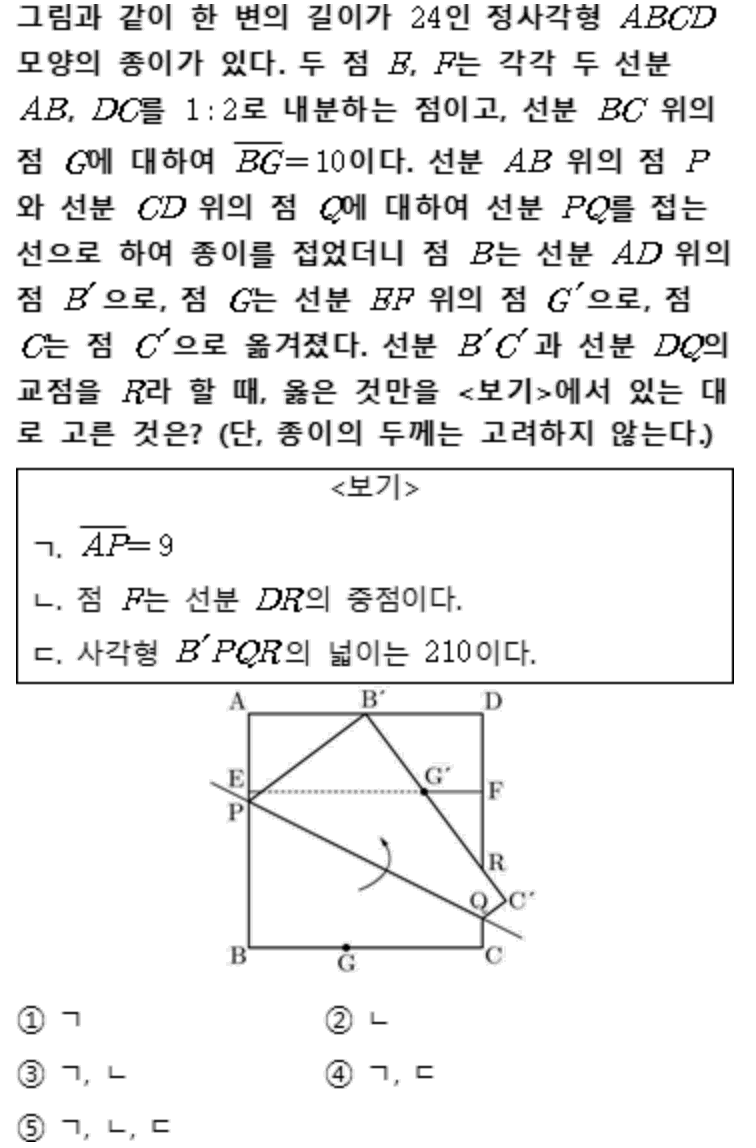 그림과 같이 한 변의 길이가 24인 정사각형 ABCD
모양의 종이가 있다. 두 점 E, F는 각각 두 선분
AB, DC를 1:2로 내분하는 점이고, 선분 BC 위의
점 G에 대하여 \overline{BG}=10이다. 선분 AB 위의 점 P
와 선분 CD 위의 점 Q에 대하여 선분 PQ를 접는
선으로 하여 종이를 접었더니 점 B는 선분 AD 위의
점 B′으로, 점 G는 선분 EF 위의 점 G′으로, 점
C는 점 C′으로 옮겨졌다. 선분 B′C′과 선분 DQ의
교점을 R라 할 때, 옳은 것만을 <보기>에서 있는 대
로 고른 것은? (단, 종이의 두께는 고려하지 않는다.)
<보기>
ㄱ. \overline{AP}=9
ㄴ. 점 F는 선분 DR의 중점이다.
ㄷ. 사각형 B′PQR의 넓이는 210이다.
A B′ D
E G′ F
P
R
Q C′
B G C
① ㄱ ② ㄴ
③ ㄱ, ㄴ ④ ㄱ, ㄷ
⑤ ㄱ, ㄴ, ㄷ